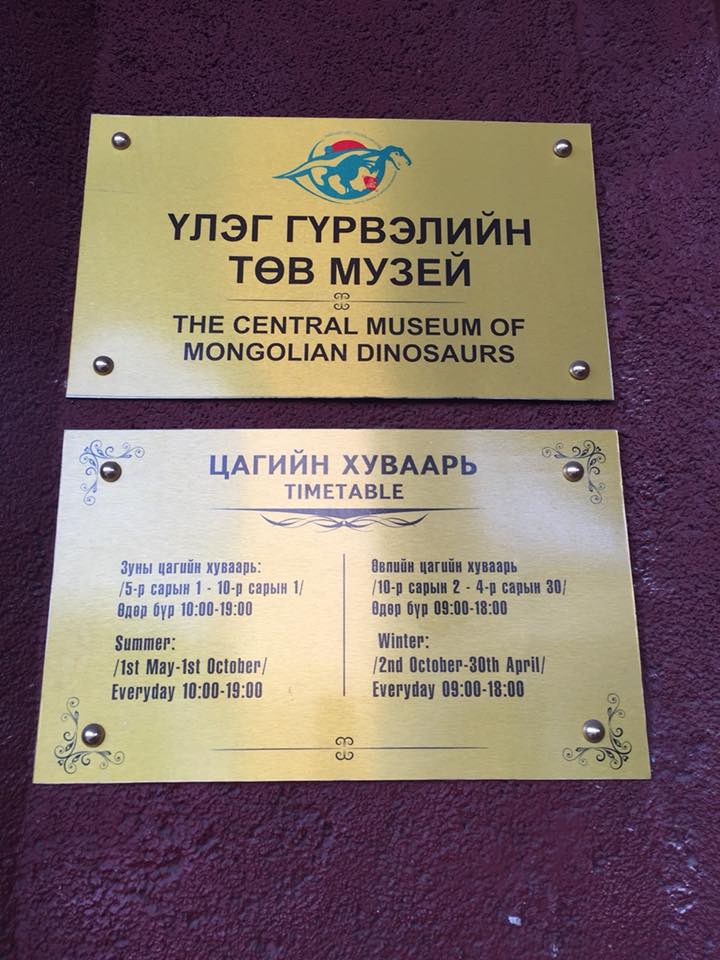 ҮЛЭГ ГҮРВЭЛИЙН
ТӨВ МУЗЕЙ
THE CENTRAL MUSEUM OF
MONGOLIAN DINOSAURS
ЦАГИЙН ХУВААРЬ
TIMETABLE
Зуны цагийн хуваарь:
/5-р сарын 1 - 10-р сарын 1/
Өдөр бүр 10:00-19:00
Summer:
/1st May-1st October/
Everyday 10:00-19:00
Өвлийн цагийн хуваарь
/10-р сарын 2 - 4-р сарын 30/
Өдөр бүр 09:00-18:00
Winter:
/2nd October-30th April/
Everyday 09:00-18:00